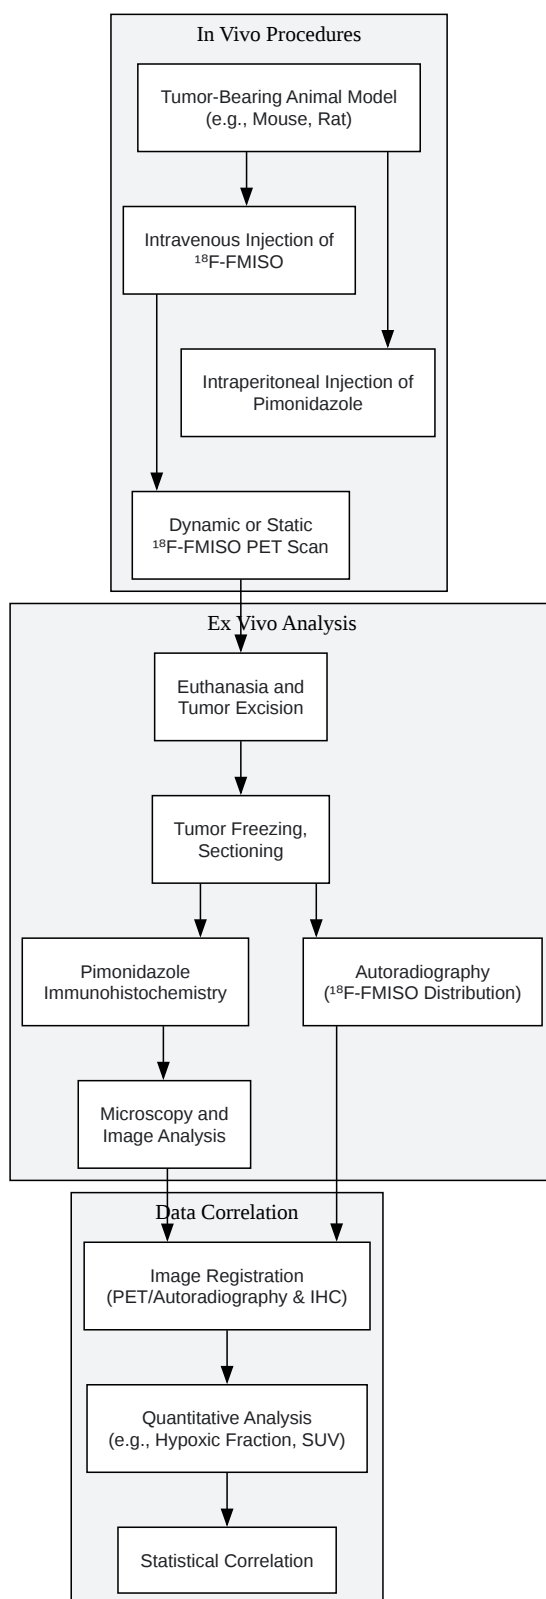 In Vivo Procedures
Tumor-Bearing Animal Model
(e.g., Mouse, Rat)
Intravenous Injection of
¹⁸F-FMISO
Intraperitoneal Injection of
Pimonidazole
Dynamic or Static
¹⁸F-FMISO PET Scan
Ex Vivo Analysis
Euthanasia and
Tumor Excision
Tumor Freezing,
Sectioning
Pimonidazole
Immunohistochemistry
Autoradiography
(¹⁸F-FMISO Distribution)
Microscopy and
Image Analysis
Data Correlation
Image Registration
(PET/Autoradiography & IHC)
Quantitative Analysis
(e.g., Hypoxic Fraction, SUV)
Statistical Correlation